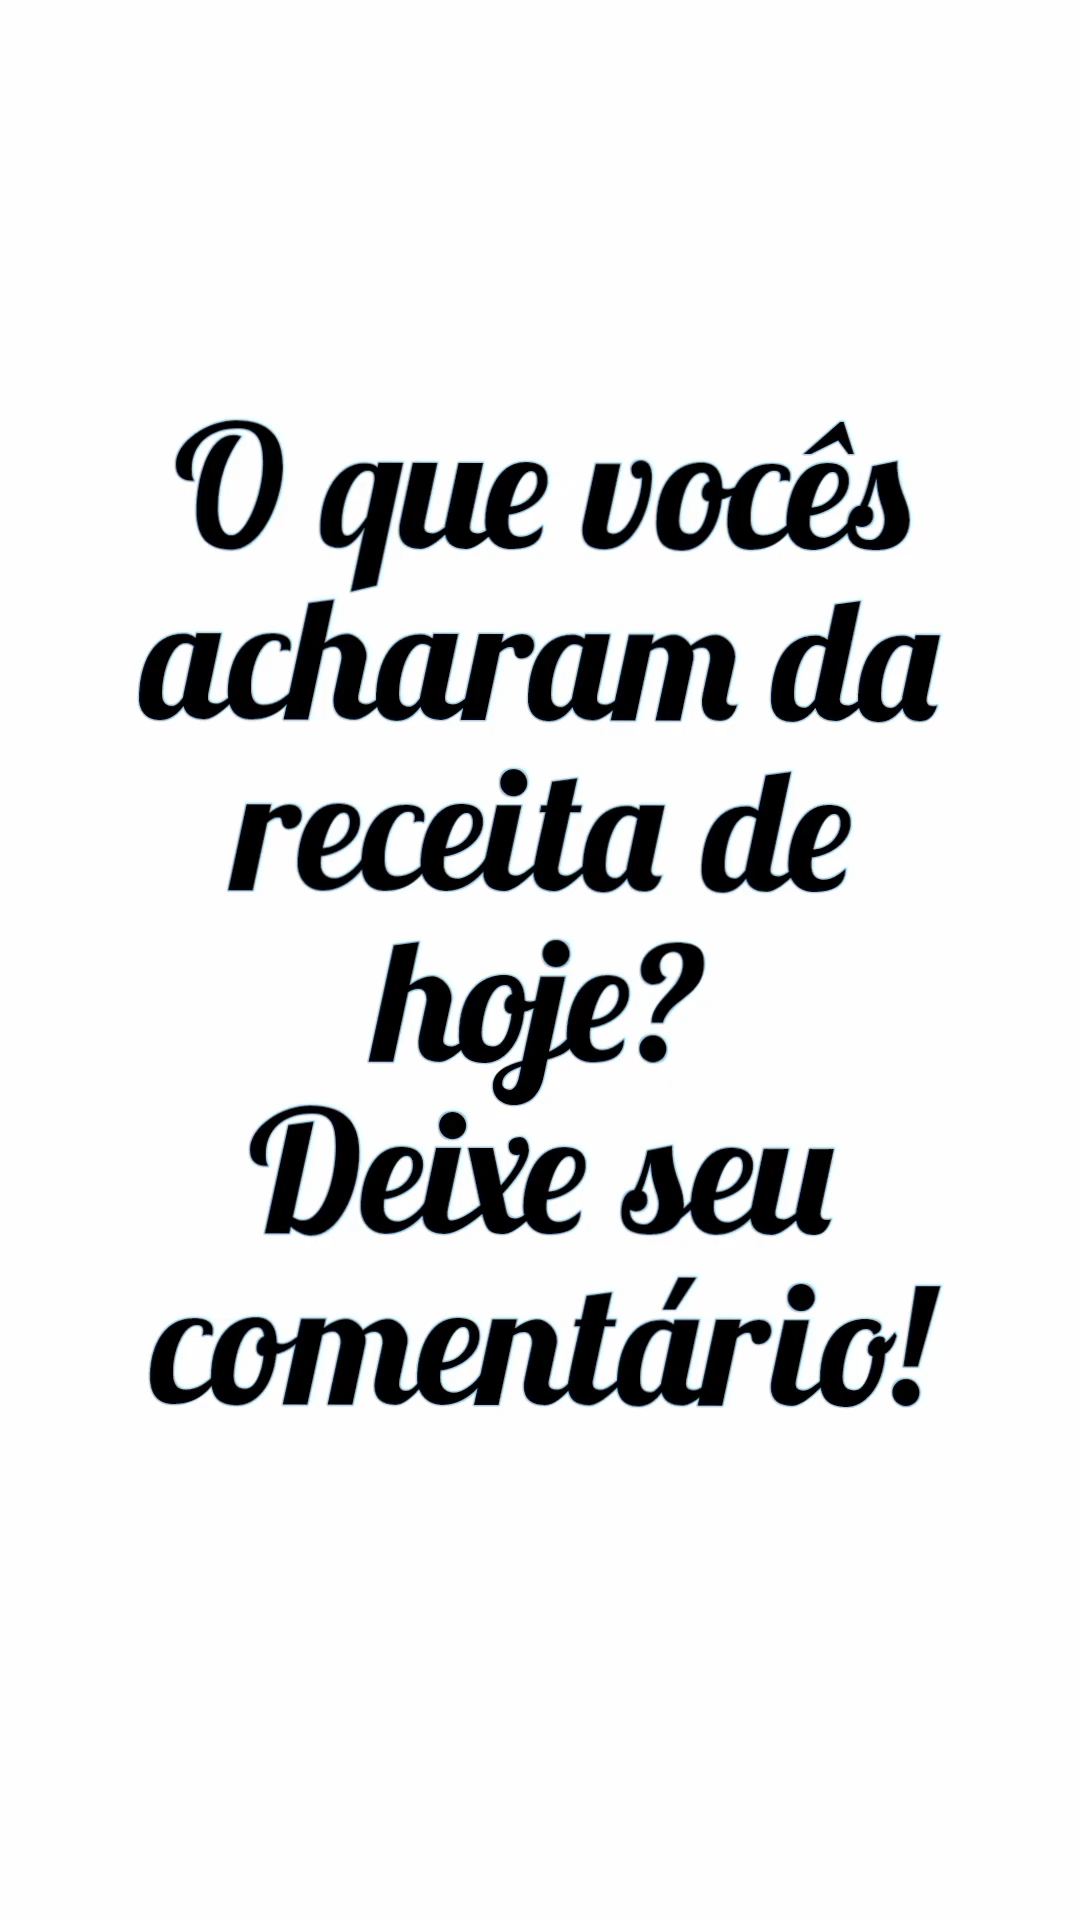 O que vocês
acharam da
receita de
hoje?
Deixe seu
comentário!